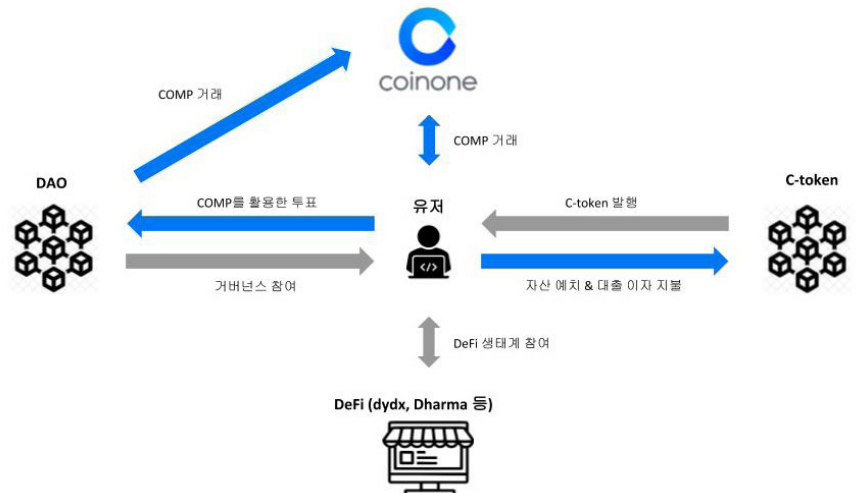 coinone
COMP 거래
COMP 거래
DAO
C-token
COMP를 활용한 투표
유저
C-token 발행
</>
거버넌스 참여
자산 예치 & 대출 이자 지불
DeFi 생태계 참여
DeFi (dydx, Dharma 등)